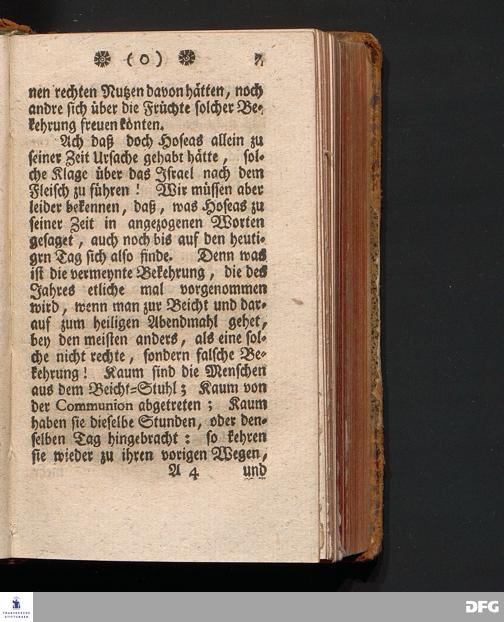 ❁ (o) ❁ 7
nen rechten Nutzen davon hätten, noch
andre sich über die Früchte solcher Be-
kehrung freuen könten.
Ach daß doch Hoseas allein zu
seiner Zeit Ursache gehabt hätte, sol-
che Klage über das Israel nach dem
Fleisch zu führen! Wir müssen aber
leider bekennen, daß, was Hoseas zu
seiner Zeit in angezogenen Worten
gesaget, auch noch bis auf den heuti-
grn Tag sich also finde. Denn was
ist die vermeynte Bekehrung, die des
Jahres etliche mal vorgenommen
wird, wenn man zur Beicht und dar-
auf zum heiligen Abendmahl gehet,
bey den meisten anders, als eine sol-
che nicht rechte, sondern falsche Be-
kehrung! Kaum sind die Menschen
aus dem Beicht-Stuhl; Kaum von
der Communion abgetreten; Kaum
haben sie dieselbe Stunden, oder den-
selben Tag hingebracht: so kehren
sie wieder zu ihren vorigen Wegen,
A 4 und
FRANCKESCHE
STIFTUNGEN
DFG